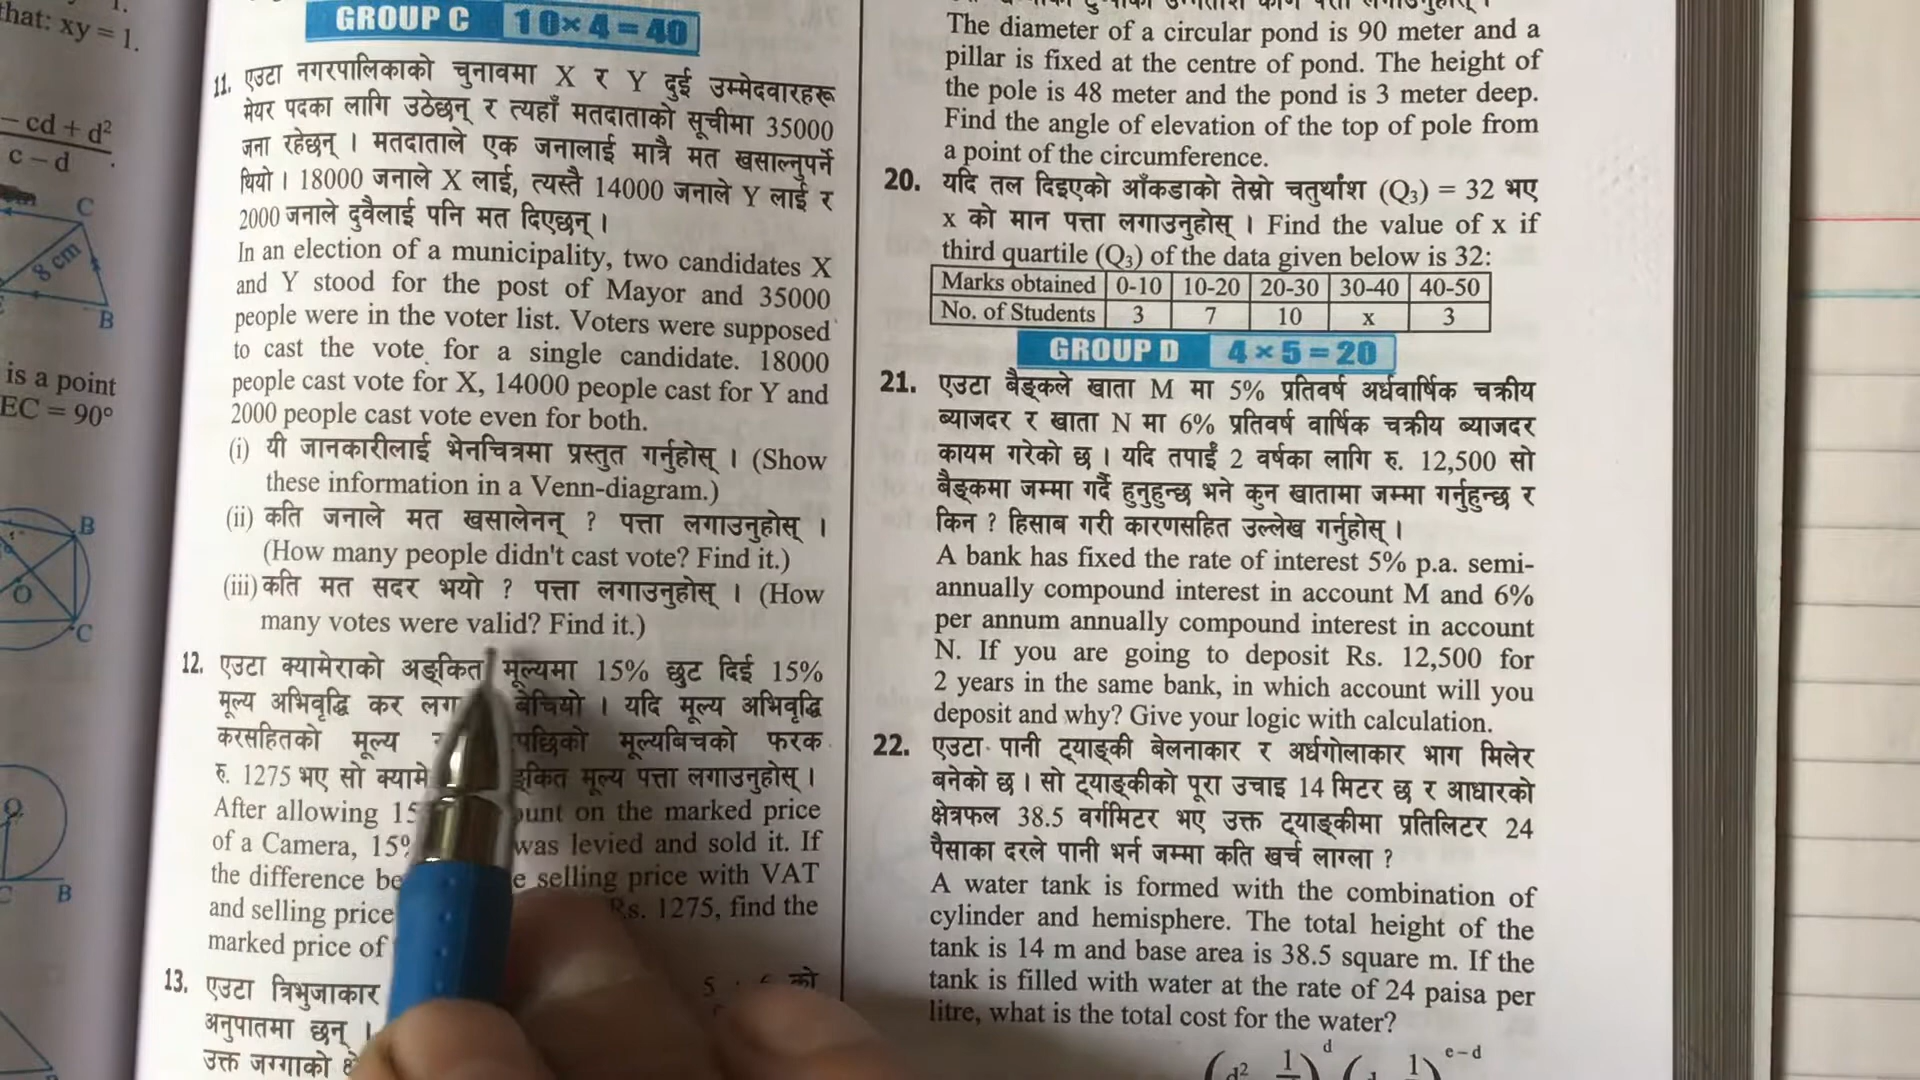 that: xy = 1.
– cd + d²
c – d
C
8 cm
B
is a point
EC = 90°
B
O
C
C B
GROUP C 10× 4 = 40
11. एउटा नगरपालिकाको चुनावमा X र Y दुई उम्मेदवारहरू
मेयर पदका लागि उठेछन् र त्यहाँ मतदाताको सूचीमा 35000
जना रहेछन् । मतदाताले एक जनालाई मात्रै मत खसाल्नुपर्ने
थियो । 18000 जनाले X लाई, त्यस्तै 14000 जनाले Y लाई र
2000 जनाले दुवैलाई पनि मत दिएछन् ।
In an election of a municipality, two candidates X
and Y stood for the post of Mayor and 35000
people were in the voter list. Voters were supposed
to cast the vote for a single candidate. 18000
people cast vote for X, 14000 people cast for Y and
2000 people cast vote even for both.
(i) यी जानकारीलाई भेनचित्रमा प्रस्तुत गर्नुहोस् । (Show
these information in a Venn-diagram.)
(ii) कति जनाले मत खसालेनन् ? पत्ता लगाउनुहोस् ।
(How many people didn't cast vote? Find it.)
(iii) कति मत सदर भयो ? पत्ता लगाउनुहोस् । (How
many votes were valid? Find it.)
12. एउटा क्यामेराको अङ्कित मूल्यमा 15% छुट दिई 15%
मूल्य अभिवृद्धि कर लगा बेचियो । यदि मूल्य अभिवृद्धि
करसहितको मूल्य पछिको मूल्यबिचको फरक
रु. 1275 भए सो क्यामे ङ्कित मूल्य पत्ता लगाउनुहोस् ।
After allowing 15 ount on the marked price
of a Camera, 15% was levied and sold it. If
the difference be e selling price with VAT
and selling price Rs. 1275, find the
marked price of
13. एउटा त्रिभुजाकार 5 : 6 को
अनुपातमा छन् ।
उक्त जग्गाको
The diameter of a circular pond is 90 meter and a
pillar is fixed at the centre of pond. The height of
the pole is 48 meter and the pond is 3 meter deep.
Find the angle of elevation of the top of pole from
a point of the circumference.
20. यदि तल दिइएको आँकडाको तेस्रो चतुर्थांश (Q₃) = 32 भए
x को मान पत्ता लगाउनुहोस् । Find the value of x if
third quartile (Q₃) of the data given below is 32:
Marks obtained 0-10 10-20 20-30 30-40 40-50
No. of Students 3 7 10 x 3
GROUP D 4 × 5 = 20
21. एउटा बैङ्कले खाता M मा 5% प्रतिवर्ष अर्धवार्षिक चक्रीय
ब्याजदर र खाता N मा 6% प्रतिवर्ष वार्षिक चक्रीय ब्याजदर
कायम गरेको छ । यदि तपाईं 2 वर्षका लागि रु. 12,500 सो
बैङ्कमा जम्मा गर्दै हुनुहुन्छ भने कुन खातामा जम्मा गर्नुहुन्छ र
किन ? हिसाब गरी कारणसहित उल्लेख गर्नुहोस् ।
A bank has fixed the rate of interest 5% p.a. semi-
annually compound interest in account M and 6%
per annum annually compound interest in account
N. If you are going to deposit Rs. 12,500 for
2 years in the same bank, in which account will you
deposit and why? Give your logic with calculation.
22. एउटा पानी ट्याङ्की बेलनाकार र अर्धगोलाकार भाग मिलेर
बनेको छ । सो ट्याङ्कीको पूरा उचाइ 14 मिटर छ र आधारको
क्षेत्रफल 38.5 वर्गमिटर भए उक्त ट्याङ्कीमा प्रतिलिटर 24
पैसाका दरले पानी भर्न जम्मा कति खर्च लाग्ला ?
A water tank is formed with the combination of
cylinder and hemisphere. The total height of the
tank is 14 m and base area is 38.5 square m. If the
tank is filled with water at the rate of 24 paisa per
litre, what is the total cost for the water?